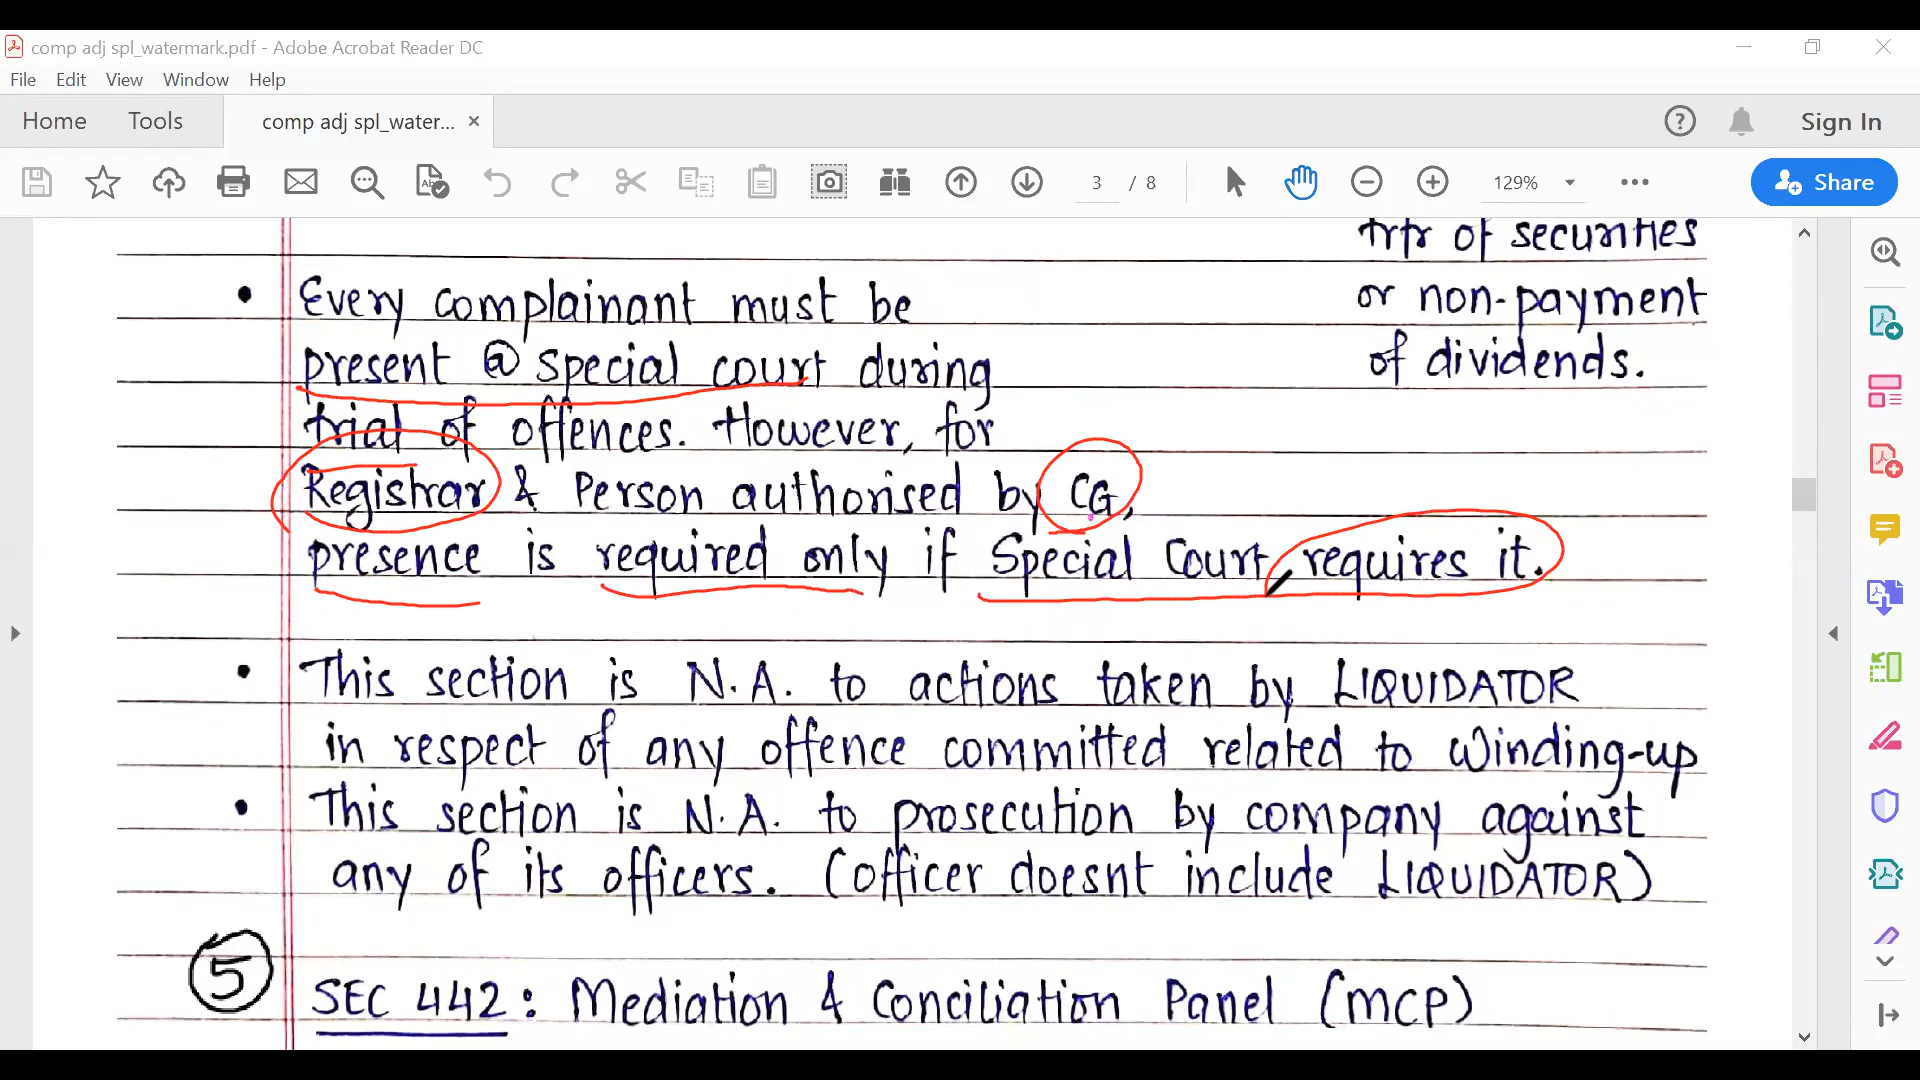 comp adj spl_watermark.pdf - Adobe Acrobat Reader DC
File Edit View Window Help
Home Tools comp adj spl_water... × Sign In
3 / 8 129% Share
trfr of securities
or non-payment
of dividends.
• Every complainant must be
present @ special court during
trial of offences. However, for
Registrar & Person authorised by CG,
presence is required only if Special Court requires it.
• This section is N.A. to actions taken by LIQUIDATOR
in respect of any offence committed related to winding-up
• This section is N.A. to prosecution by company against
any of its officers. (officer doesnt include LIQUIDATOR)
5
SEC 442: Mediation & Conciliation Panel (MCP)